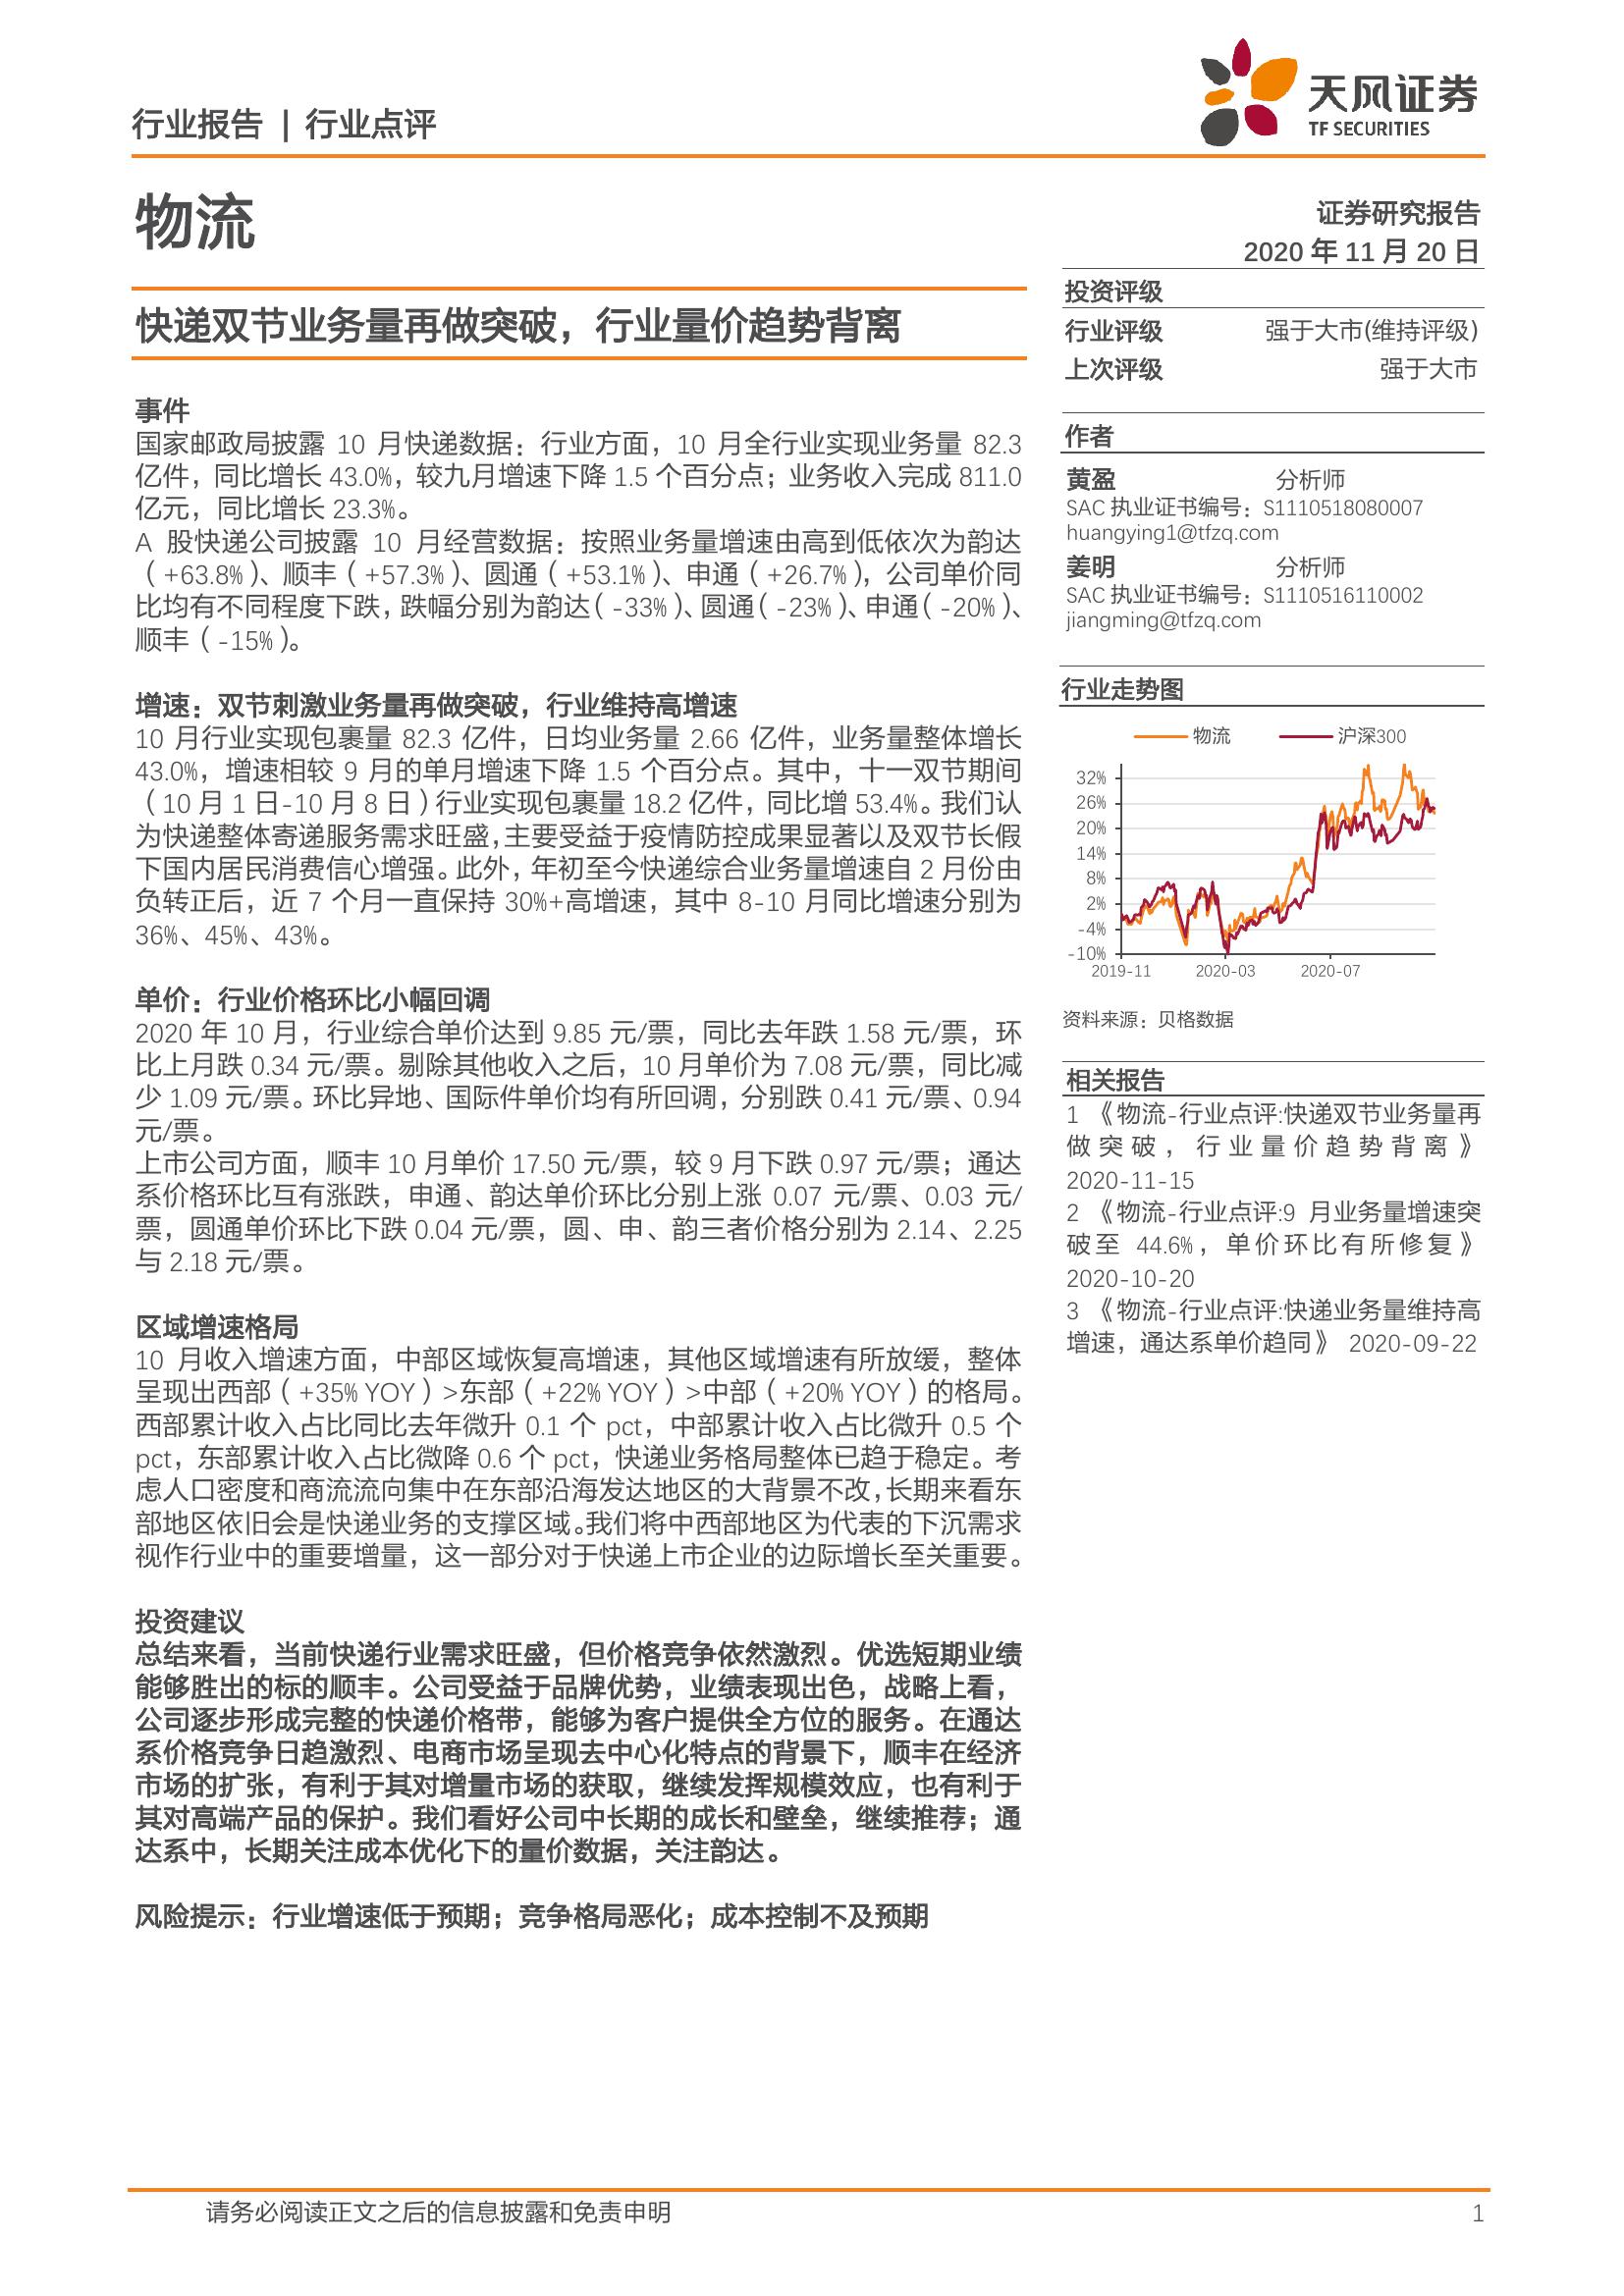 行业报告 | 行业点评
天风证券
TF SECURITIES
物流
证券研究报告
2020 年 11 月 20 日
快递双节业务量再做突破，行业量价趋势背离
事件
国家邮政局披露 10 月快递数据：行业方面，10 月全行业实现业务量 82.3
亿件，同比增长 43.0%，较九月增速下降 1.5 个百分点；业务收入完成 811.0
亿元，同比增长 23.3%。
A 股快递公司披露 10 月经营数据：按照业务量增速由高到低依次为韵达
（+63.8%）、顺丰（+57.3%）、圆通（+53.1%）、申通（+26.7%），公司单价同
比均有不同程度下跌，跌幅分别为韵达（-33%）、圆通（-23%）、申通（-20%）、
顺丰（-15%）。
增速：双节刺激业务量再做突破，行业维持高增速
10 月行业实现包裹量 82.3 亿件，日均业务量 2.66 亿件，业务量整体增长
43.0%，增速相较 9 月的单月增速下降 1.5 个百分点。其中，十一双节期间
（10 月 1 日-10 月 8 日）行业实现包裹量 18.2 亿件，同比增 53.4%。我们认
为快递整体寄递服务需求旺盛，主要受益于疫情防控成果显著以及双节长假
下国内居民消费信心增强。此外，年初至今快递综合业务量增速自 2 月份由
负转正后，近 7 个月一直保持 30%+高增速，其中 8-10 月同比增速分别为
36%、45%、43%。
单价：行业价格环比小幅回调
2020 年 10 月，行业综合单价达到 9.85 元/票，同比去年跌 1.58 元/票，环
比上月跌 0.34 元/票。剔除其他收入之后，10 月单价为 7.08 元/票，同比减
少 1.09 元/票。环比异地、国际件单价均有所回调，分别跌 0.41 元/票、0.94
元/票。
上市公司方面，顺丰 10 月单价 17.50 元/票，较 9 月下跌 0.97 元/票；通达
系价格环比互有涨跌，申通、韵达单价环比分别上涨 0.07 元/票、0.03 元/
票，圆通单价环比下跌 0.04 元/票，圆、申、韵三者价格分别为 2.14、2.25
与 2.18 元/票。
区域增速格局
10 月收入增速方面，中部区域恢复高增速，其他区域增速有所放缓，整体
呈现出西部（+35% YOY）>东部（+22% YOY）>中部（+20% YOY）的格局。
西部累计收入占比同比去年微升 0.1 个 pct，中部累计收入占比微升 0.5 个
pct，东部累计收入占比微降 0.6 个 pct，快递业务格局整体已趋于稳定。考
虑人口密度和商流流向集中在东部沿海发达地区的大背景不改，长期来看东
部地区依旧会是快递业务的支撑区域。我们将中西部地区为代表的下沉需求
视作行业中的重要增量，这一部分对于快递上市企业的边际增长至关重要。
投资建议
总结来看，当前快递行业需求旺盛，但价格竞争依然激烈。优选短期业绩
能够胜出的标的顺丰。公司受益于品牌优势，业绩表现出色，战略上看，
公司逐步形成完整的快递价格带，能够为客户提供全方位的服务。在通达
系价格竞争日趋激烈、电商市场呈现去中心化特点的背景下，顺丰在经济
市场的扩张，有利于其对增量市场的获取，继续发挥规模效应，也有利于
其对高端产品的保护。我们看好公司中长期的成长和壁垒，继续推荐；通
达系中，长期关注成本优化下的量价数据，关注韵达。
风险提示：行业增速低于预期；竞争格局恶化；成本控制不及预期
投资评级
行业评级 强于大市(维持评级)
上次评级 强于大市
作者
黄盈 分析师
SAC 执业证书编号：S1110518080007
huangying1@tfzq.com
姜明 分析师
SAC 执业证书编号：S1110516110002
jiangming@tfzq.com
行业走势图
物流 沪深300
32%
26%
20%
14%
8%
2%
-4%
-10%
2019-11 2020-03 2020-07
资料来源：贝格数据
相关报告
1 《物流-行业点评:快递双节业务量再
做突破，行业量价趋势背离》
2020-11-15
2 《物流-行业点评:9 月业务量增速突
破至 44.6%，单价环比有所修复》
2020-10-20
3 《物流-行业点评:快递业务量维持高
增速，通达系单价趋同》 2020-09-22
请务必阅读正文之后的信息披露和免责申明 1